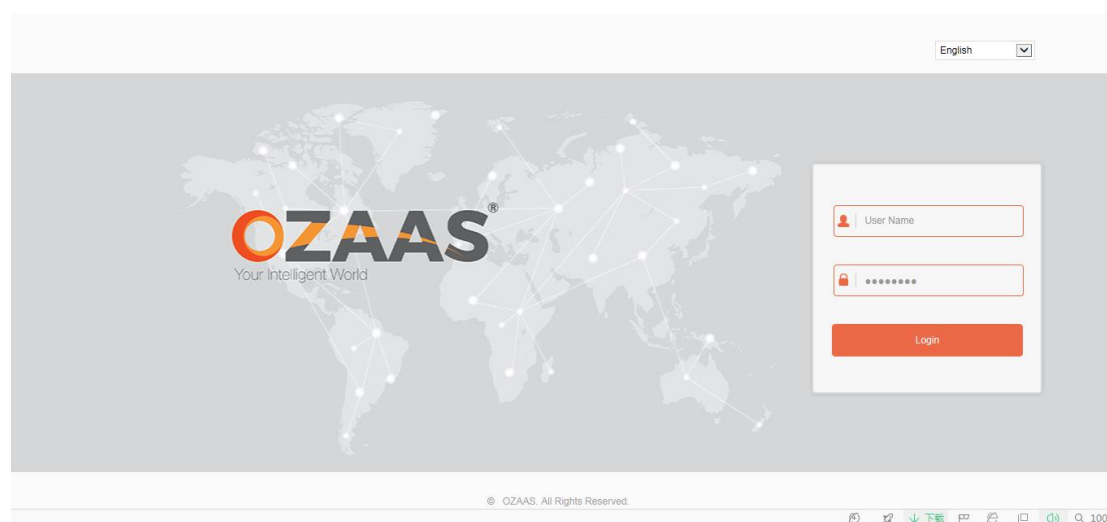 English
OZAAS®
Your Intelligent World
User Name
Login
© OZAAS. All Rights Reserved.
下载
100